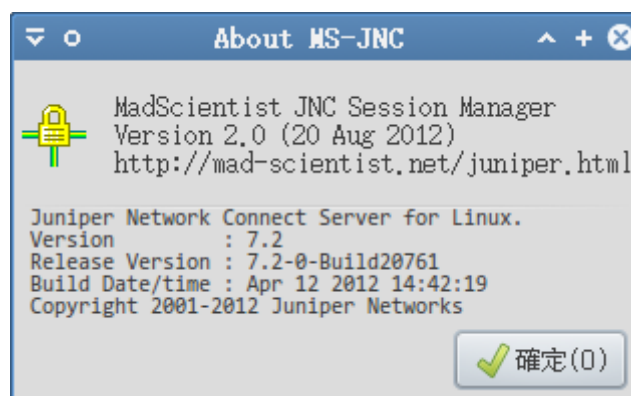 About MS-JNC
MadScientist JNC Session Manager
Version 2.0 (20 Aug 2012)
http://mad-scientist.net/juniper.html
Juniper Network Connect Server for Linux.
Version : 7.2
Release Version : 7.2-0-Build20761
Build Date/time : Apr 12 2012 14:42:19
Copyright 2001-2012 Juniper Networks
確定(O)